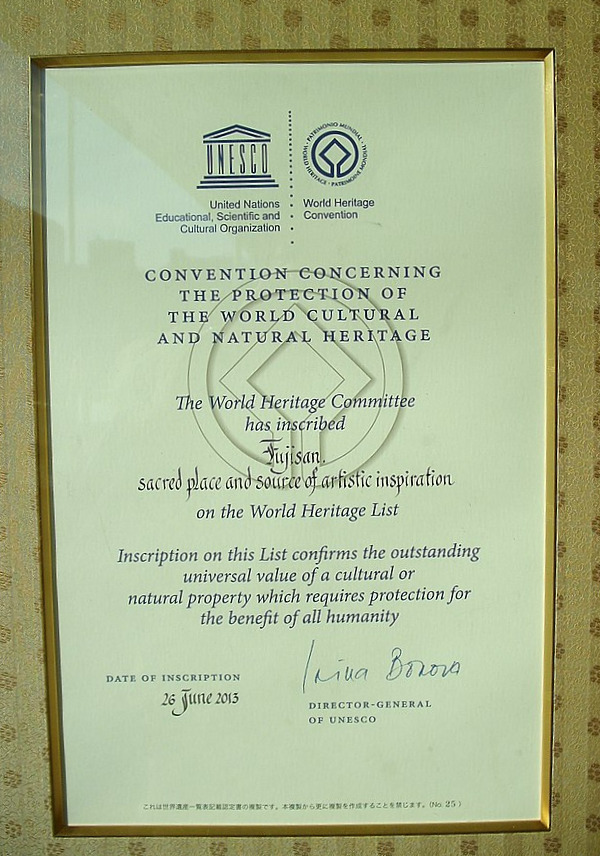 UNESCO
United Nations
Educational, Scientific and
Cultural Organization
PATRIMONIO MUNDIAL • WORLD HERITAGE • PATRIMOINE MONDIAL •
World Heritage
Convention
CONVENTION CONCERNING
THE PROTECTION OF
THE WORLD CULTURAL
AND NATURAL HERITAGE
The World Heritage Committee
has inscribed
Fujisan,
sacred place and source of artistic inspiration
on the World Heritage List
Inscription on this List confirms the outstanding
universal value of a cultural or
natural property which requires protection for
the benefit of all humanity
DATE OF INSCRIPTION
26 June 2013
Irina Bokova
DIRECTOR-GENERAL
OF UNESCO
これは世界遺産一覧表記載認定書の複製です。本複製から更に複製を作成することを禁じます。(No. 25 )